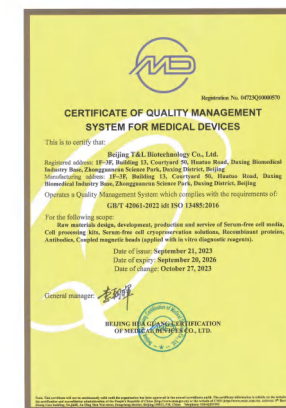 Registration No. 04723Q10000570
CERTIFICATE OF QUALITY MANAGEMENT
SYSTEM FOR MEDICAL DEVICES
This is to certify that:
Beijing T&L Biotechnology Co., Ltd.
Registered address: 1F-3F, Building 13, Courtyard 50, Huatuo Road, Daxing Biomedical
Industry Base, Zhongguancun Science Park, Daxing District, Beijing
Manufacturing address: 1F-3F, Building 13, Courtyard 50, Huatuo Road, Daxing
Biomedical Industry Base, Zhongguancun Science Park, Daxing District, Beijing
Operates a Quality Management System which complies with the requirements of:
GB/T 42061-2022 idt ISO 13485:2016
For the following scope:
Raw materials design, development, production and service of Serum-free cell media,
Cell processing kits, Serum-free cell cryopreservation solutions, Recombinant proteins,
Antibodies, Coupled magnetic beads (applied with in vitro diagnostic reagents).
Date of issue: September 21, 2023
Date of expiry: September 20, 2026
Date of change: October 27, 2023
General manager:
BEIJING HUA GUANG CERTIFICATION
OF MEDICAL DEVICES CO., LTD.